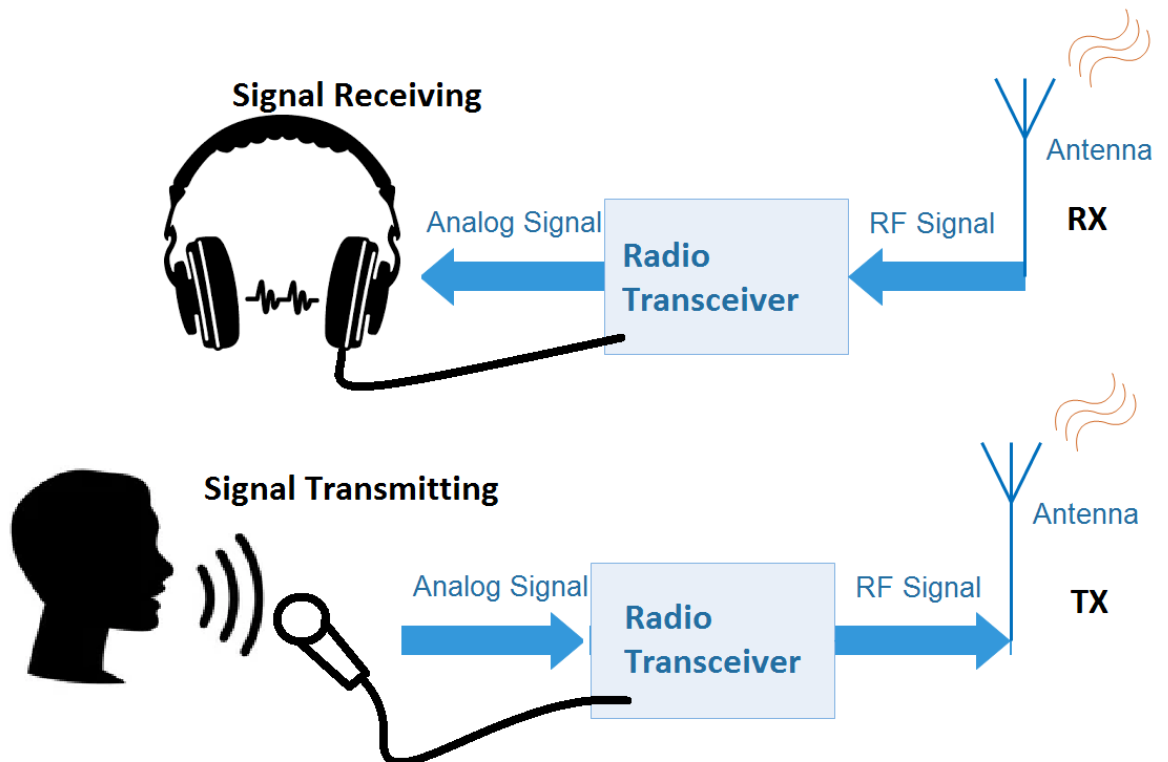 Signal Receiving
Antenna
Analog Signal
RF Signal
RX
Radio
Transceiver
Signal Transmitting
Antenna
Analog Signal
RF Signal
TX
Radio
Transceiver